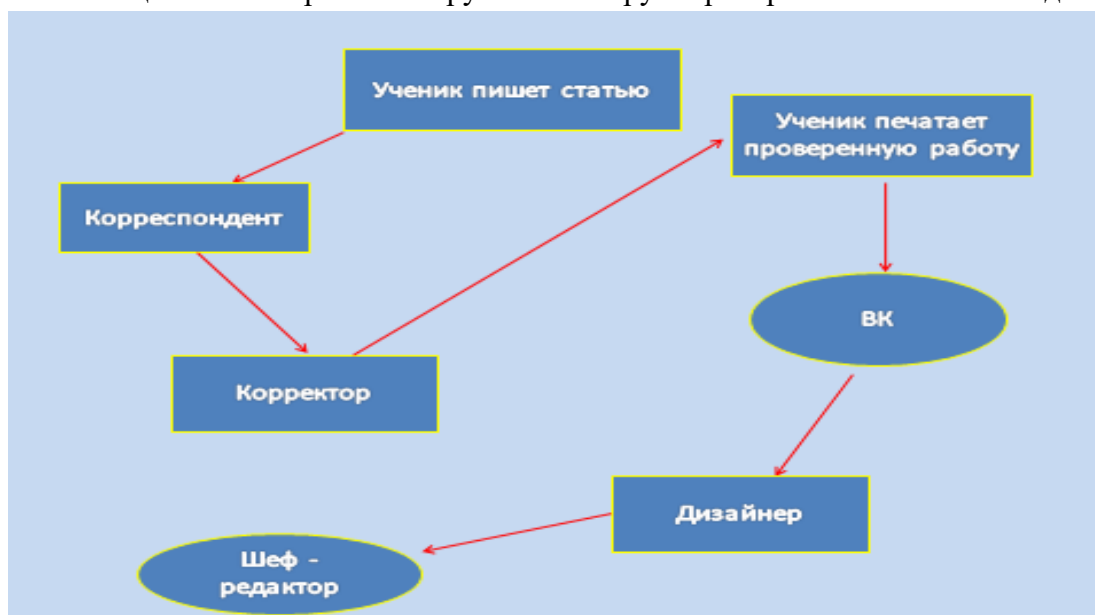 Ученик пишет статью
Ученик печатает
проверенную работу
Корреспондент
ВК
Корректор
Дизайнер
Шеф -
редактор